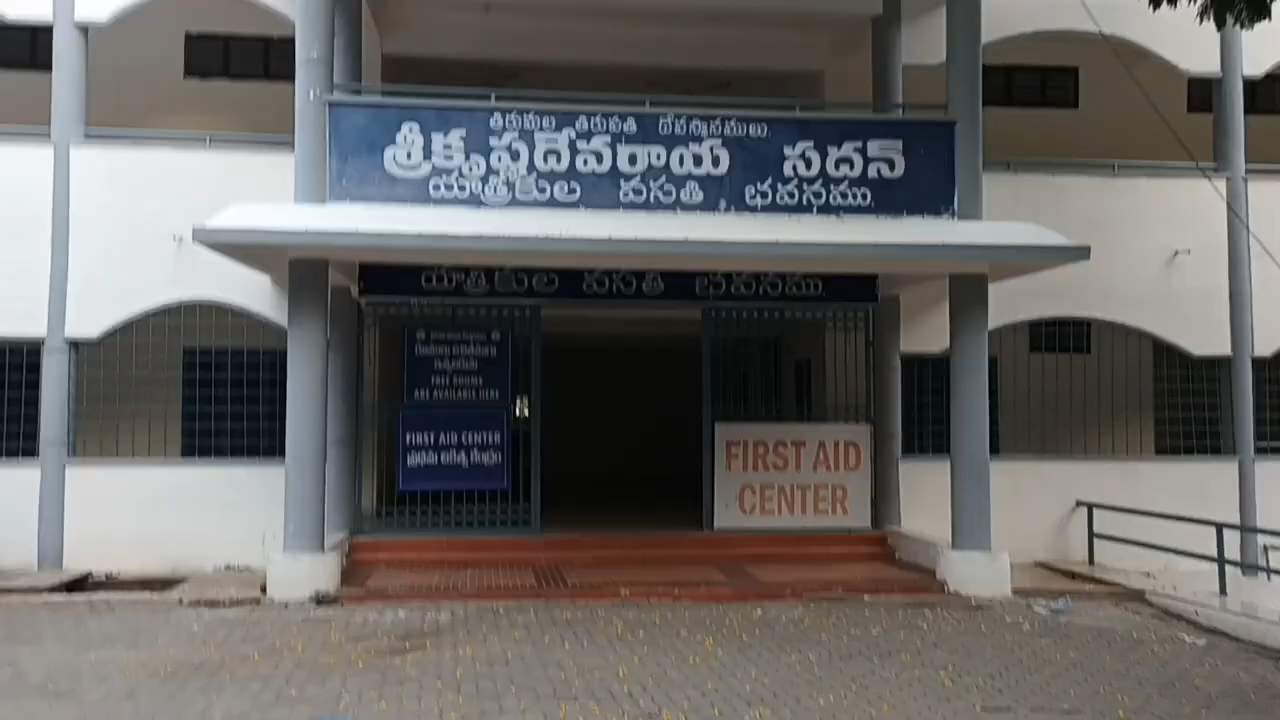 తిరుమల తిరుపతి దేవస్థానములు
శ్రీకృష్ణదేవరాయ సదన్
యాత్రికుల వసతి భవనము.
యాత్రికుల వసతి భవనము.
FREE ROOMS
ARE AVAILABLE HERE
FIRST AID CENTER
ప్రథమ చికిత్స కేంద్రం
FIRST AID
CENTER